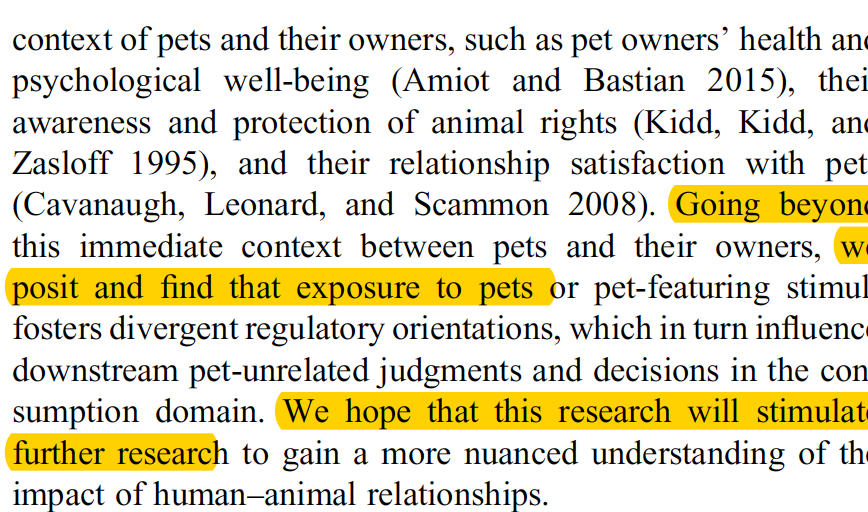 context of pets and their owners, such as pet owners’ health and
psychological well-being (Amiot and Bastian 2015), thei
awareness and protection of animal rights (Kidd, Kidd, and
Zasloff 1995), and their relationship satisfaction with pet
(Cavanaugh, Leonard, and Scammon 2008). Going beyond
this immediate context between pets and their owners, we
posit and find that exposure to pets or pet-featuring stimul
fosters divergent regulatory orientations, which in turn influence
downstream pet-unrelated judgments and decisions in the con-
sumption domain. We hope that this research will stimulate
further research to gain a more nuanced understanding of the
impact of human–animal relationships.